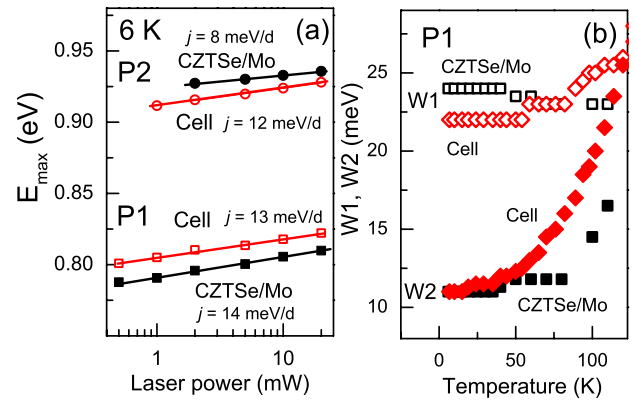 6 K
j = 8 meV/d
(a)
P2
CZTSe/Mo
Cell
j = 12 meV/d
P1
Cell
j = 13 meV/d
CZTSe/Mo
j = 14 meV/d
E_max (eV)
0.95
0.90
0.85
0.80
1
10
Laser power (mW)
P1
(b)
CZTSe/Mo
W1
Cell
Cell
W2
CZTSe/Mo
W1, W2 (meV)
25
20
15
10
0
50
100
Temperature (K)